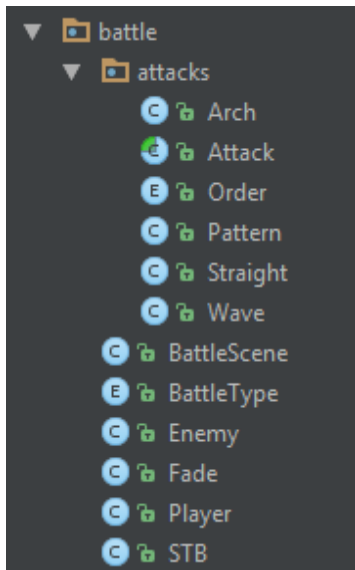 battle
attacks
C Arch
C Attack
E Order
C Pattern
C Straight
C Wave
C BattleScene
E BattleType
C Enemy
C Fade
C Player
C STB